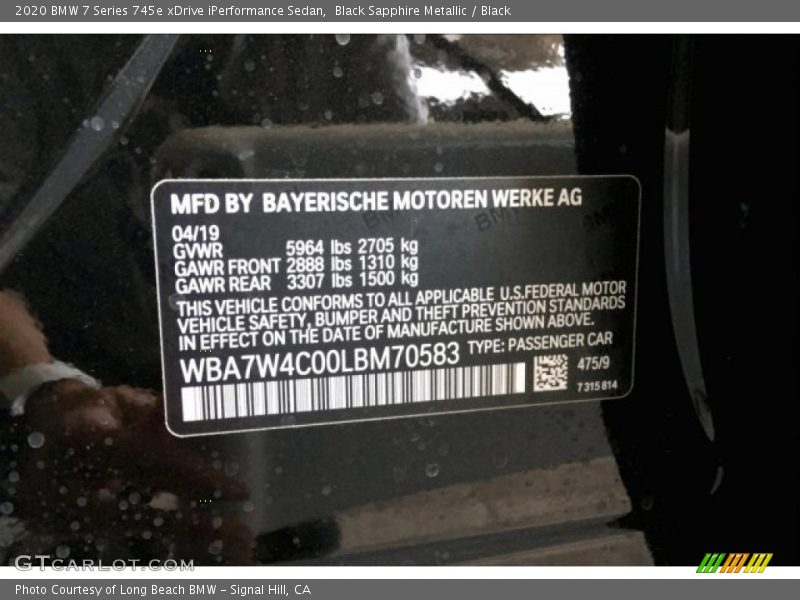 2020 BMW 7 Series 745e xDrive iPerformance Sedan,  Black Sapphire Metallic / Black
MFD BY BAYERISCHE MOTOREN WERKE AG
04/19
GVWR 5964 lbs 2705 kg
GAWR FRONT 2888 lbs 1310 kg
GAWR REAR 3307 lbs 1500 kg
THIS VEHICLE CONFORMS TO ALL APPLICABLE U.S.FEDERAL MOTOR
VEHICLE SAFETY, BUMPER AND THEFT PREVENTION STANDARDS
IN EFFECT ON THE DATE OF MANUFACTURE SHOWN ABOVE.
WBA7W4C00LBM70583 TYPE: PASSENGER CAR
475/9
7 315 814
GTCARLOT.COM
Photo Courtesy of Long Beach BMW - Signal Hill, CA